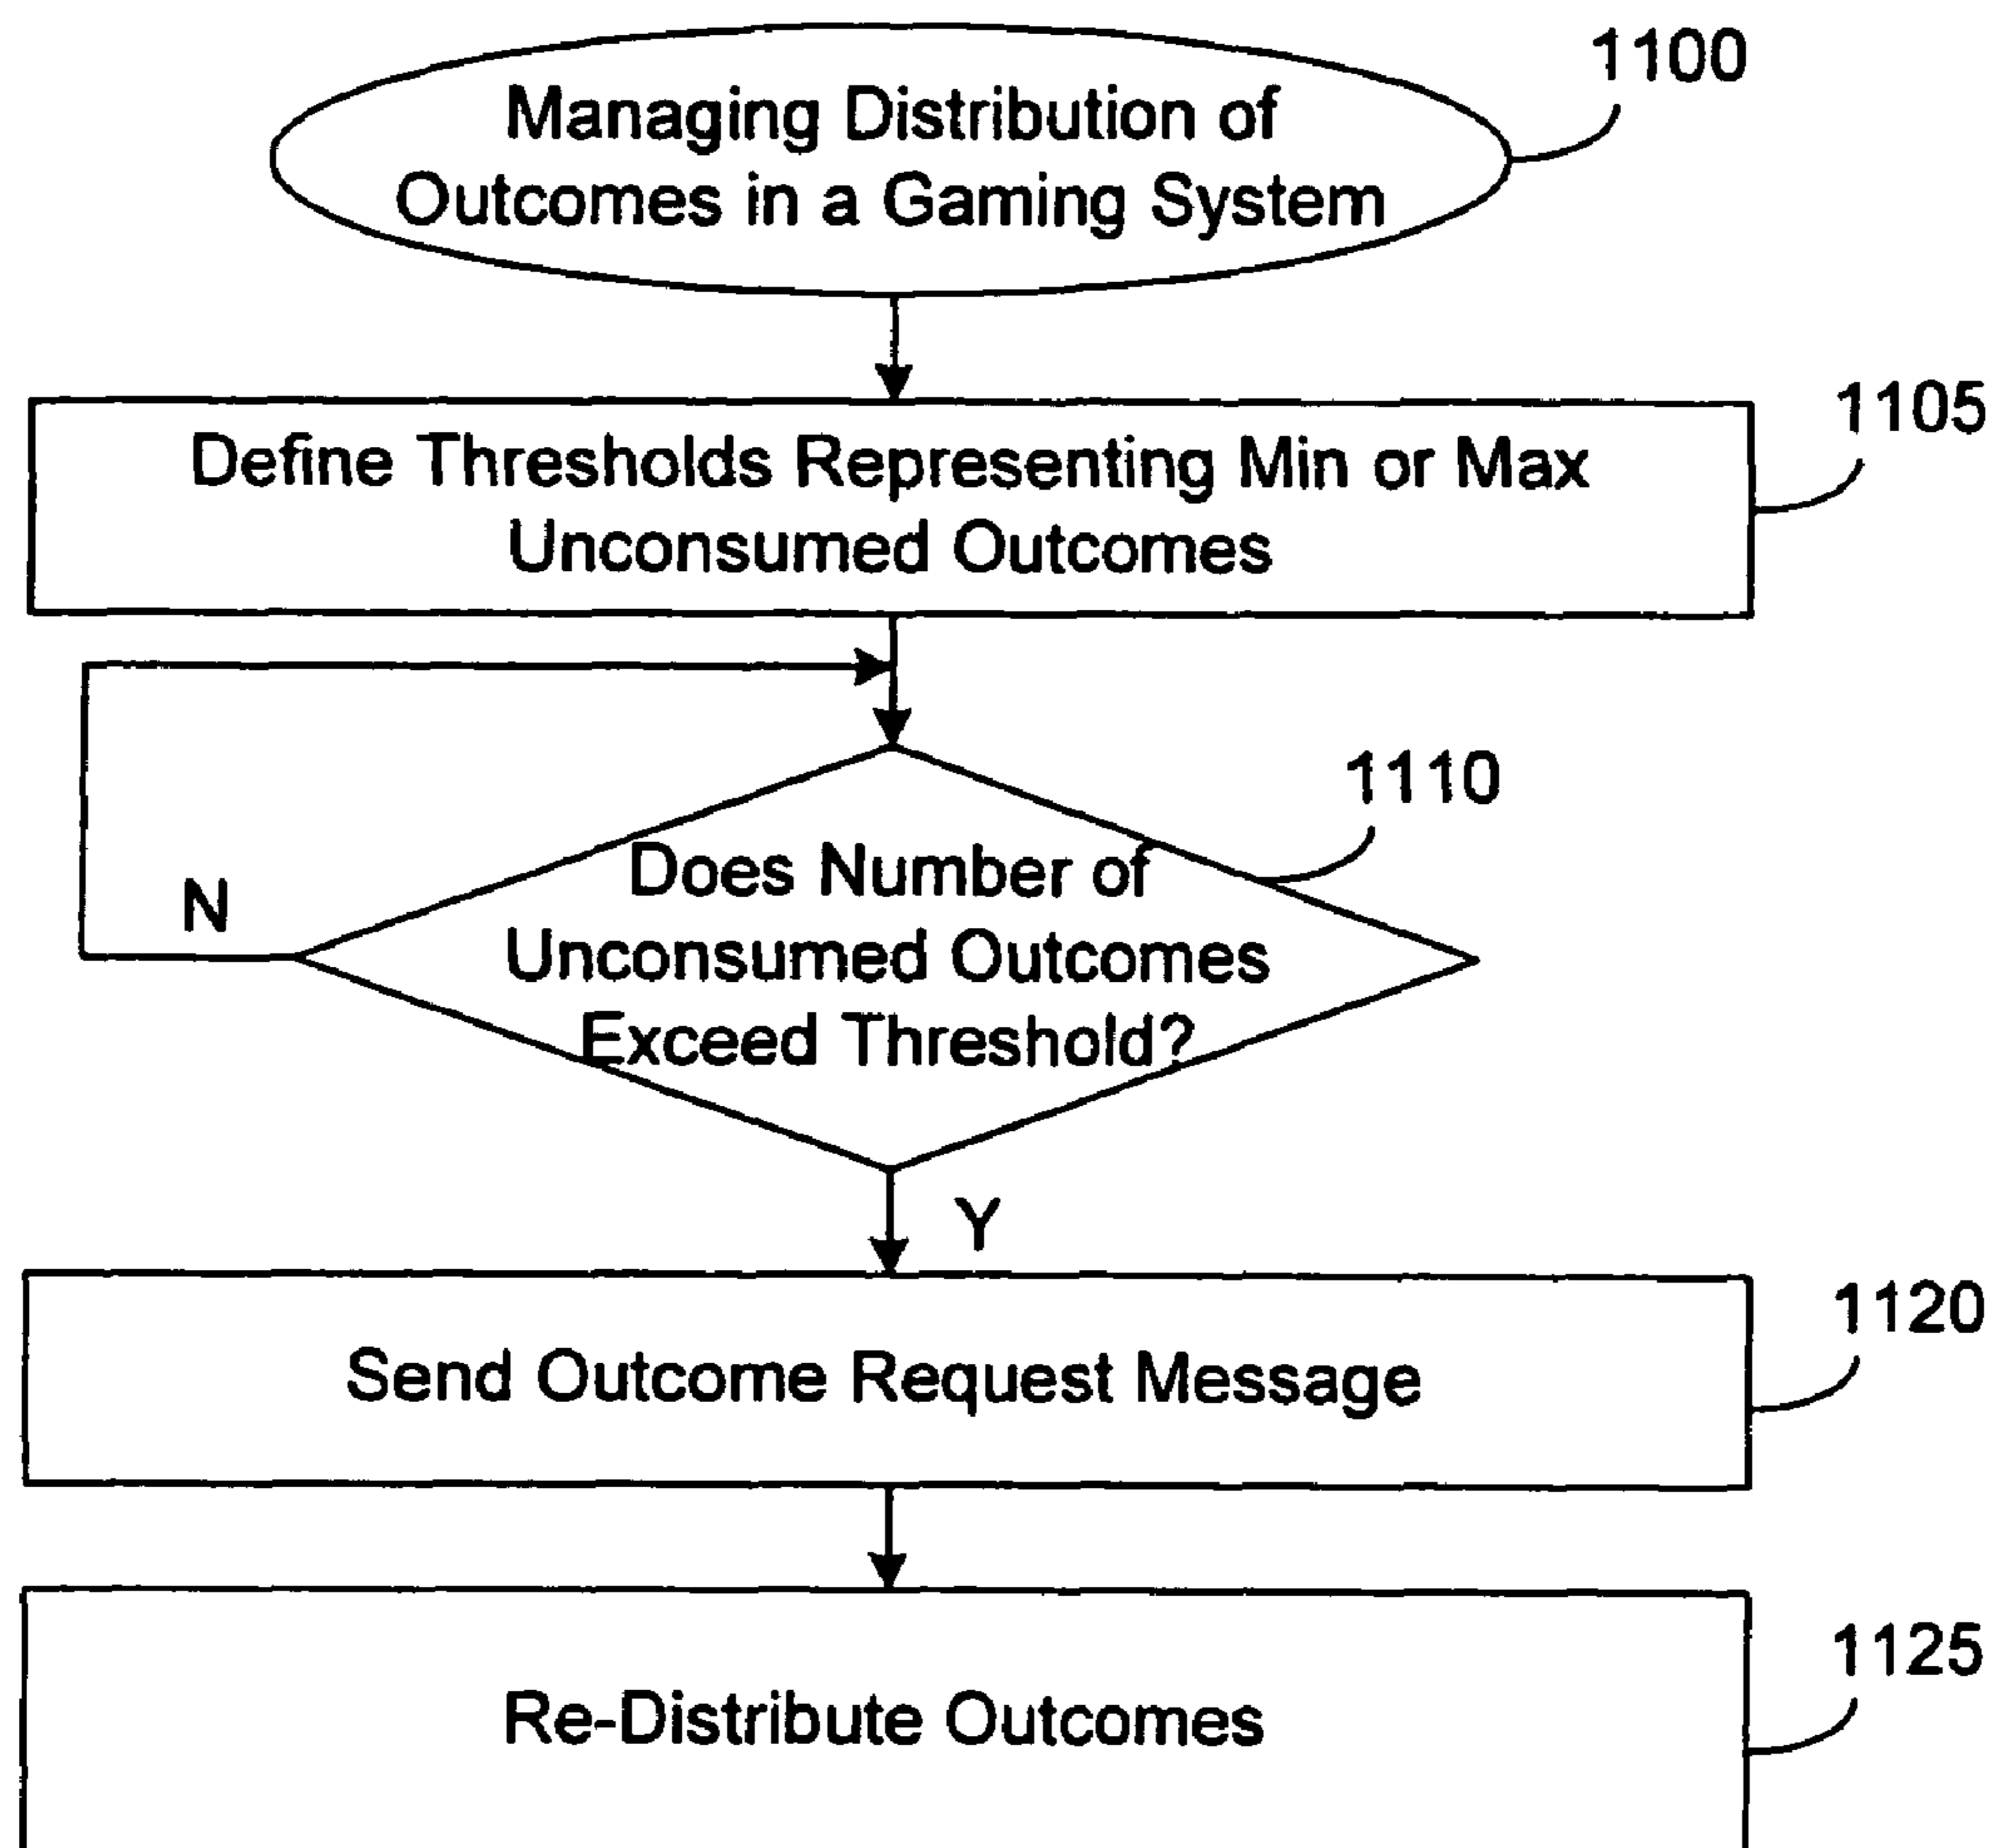 1100
Managing Distribution of
Outcomes in a Gaming System
1105
Define Thresholds Representing Min or Max
Unconsumed Outcomes
1110
Does Number of
Unconsumed Outcomes
Exceed Threshold?
N
Y
1120
Send Outcome Request Message
1125
Re-Distribute Outcomes